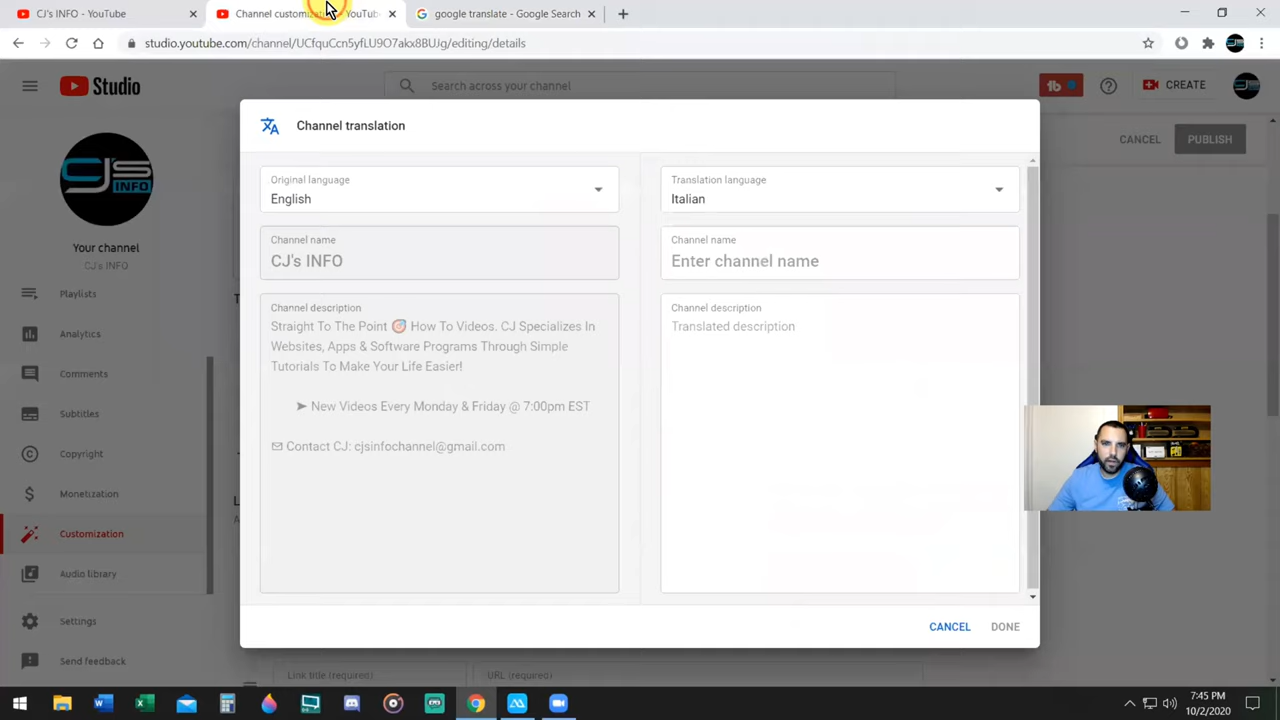 CJ'S INFO - YouTube
Channel customization - YouTube
google translate - Google Search
studio.youtube.com/channel/UCfquCcn5yfLU9O7akx8BUJg/editing/details
Studio
Search across your channel
CREATE
Channel translation
CANCEL
PUBLISH
CJS
INFO
Your channel
CJ's INFO
Playlists
Analytics
Comments
Subtitles
Copyright
Monetization
Customization
Audio library
Settings
Send feedback
Original language
English
Channel name
CJ's INFO
Channel description
Straight To The Point 🎯 How To Videos. CJ Specializes In
Websites, Apps & Software Programs Through Simple
Tutorials To Make Your Life Easier!
➤ New Videos Every Monday & Friday @ 7:00pm EST
✉ Contact CJ: cjsinfochannel@gmail.com
Translation language
Italian
Channel name
Enter channel name
Channel description
Translated description
CANCEL
DONE
Link title (required)
URL (required)
7:45 PM
10/2/2020